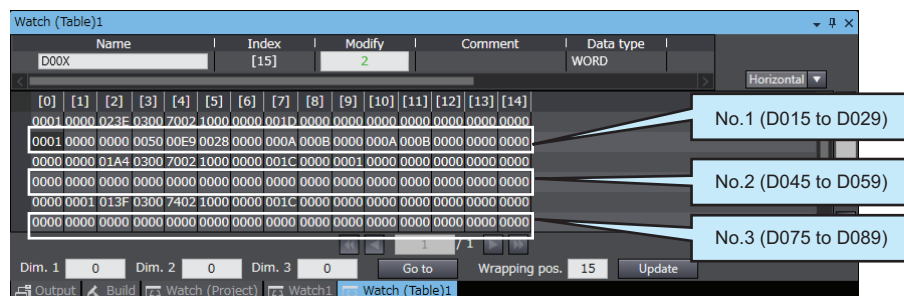 Watch (Table)1
Name Index Modify Comment Data type
D00X [15] 2 WORD
Horizontal
[0] [1] [2] [3] [4] [5] [6] [7] [8] [9] [10] [11] [12] [13] [14]
0001 0000 023E 0300 7002 1000 0000 001D 0000 0000 0000 0000 0000 0000 0000
No.1 (D015 to D029)
0001 0000 0000 0050 00E9 0028 0000 000A 000B 0000 000A 000B 0000 0000 0000
0000 0000 01A4 0300 7002 1000 0000 001C 0000 0001 0000 0000 0000 0000 0000
No.2 (D045 to D059)
0000 0000 0000 0000 0000 0000 0000 0000 0000 0000 0000 0000 0000 0000 0000
0000 0001 013F 0300 7402 1000 0000 001C 0000 0000 0000 0000 0000 0000 0000
0000 0000 0000 0000 0000 0000 0000 0000 0000 0000 0000 0000 0000 0000 0000
No.3 (D075 to D089)
1 / 1
Dim. 1 0 Dim. 2 0 Dim. 3 0 Go to Wrapping pos. 15 Update
Output Build Watch (Project) Watch1 Watch (Table)1